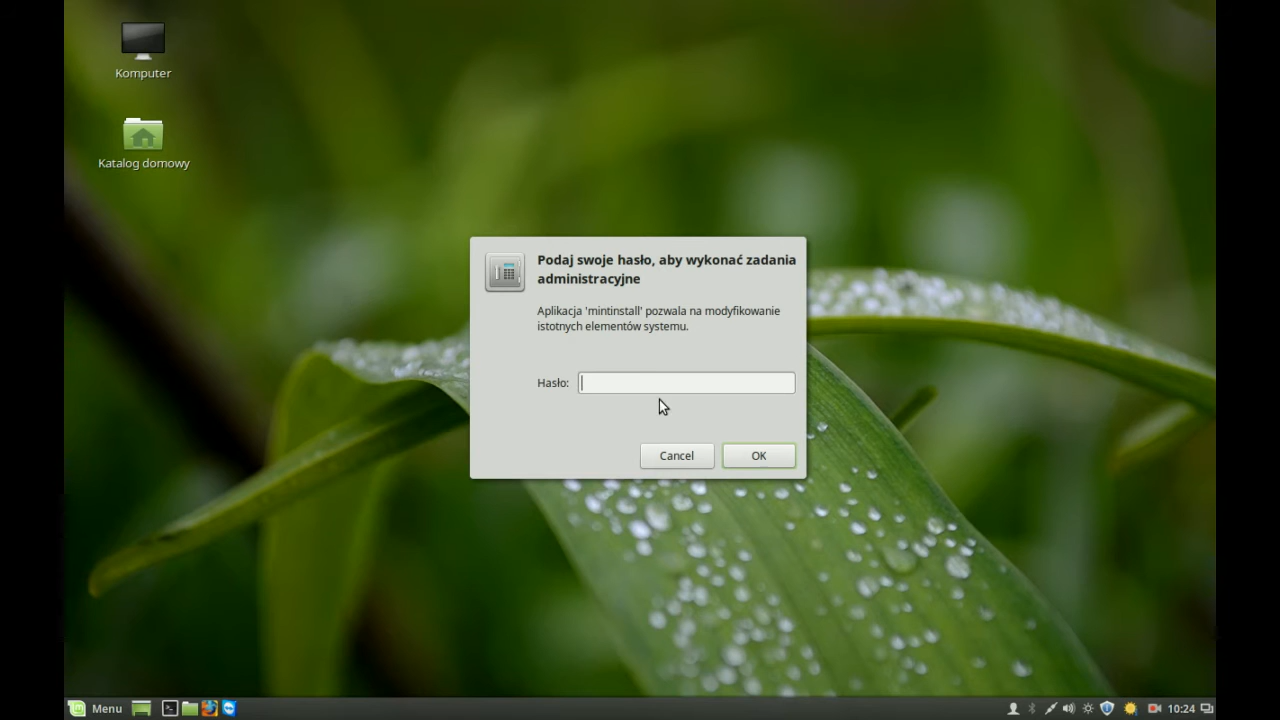 Komputer
Katalog domowy
Podaj swoje hasło, aby wykonać zadania
administracyjne
Aplikacja 'mintinstall' pozwala na modyfikowanie
istotnych elementów systemu.
Hasło:
Cancel OK
Menu 10:24